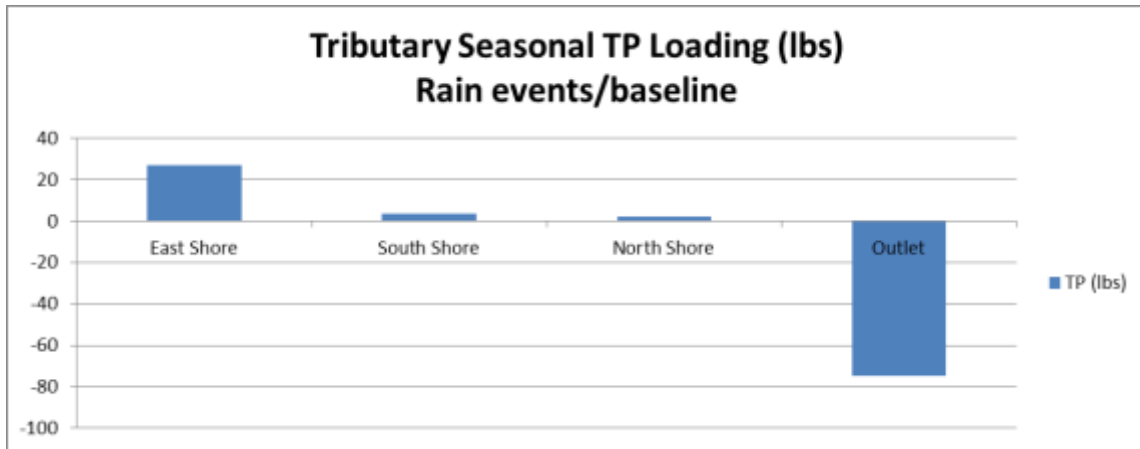 Tributary Seasonal TP Loading (lbs)
Rain events/baseline
40
20
0
-20
-40
-60
-80
-100
East Shore
South Shore
North Shore
Outlet
TP (lbs)